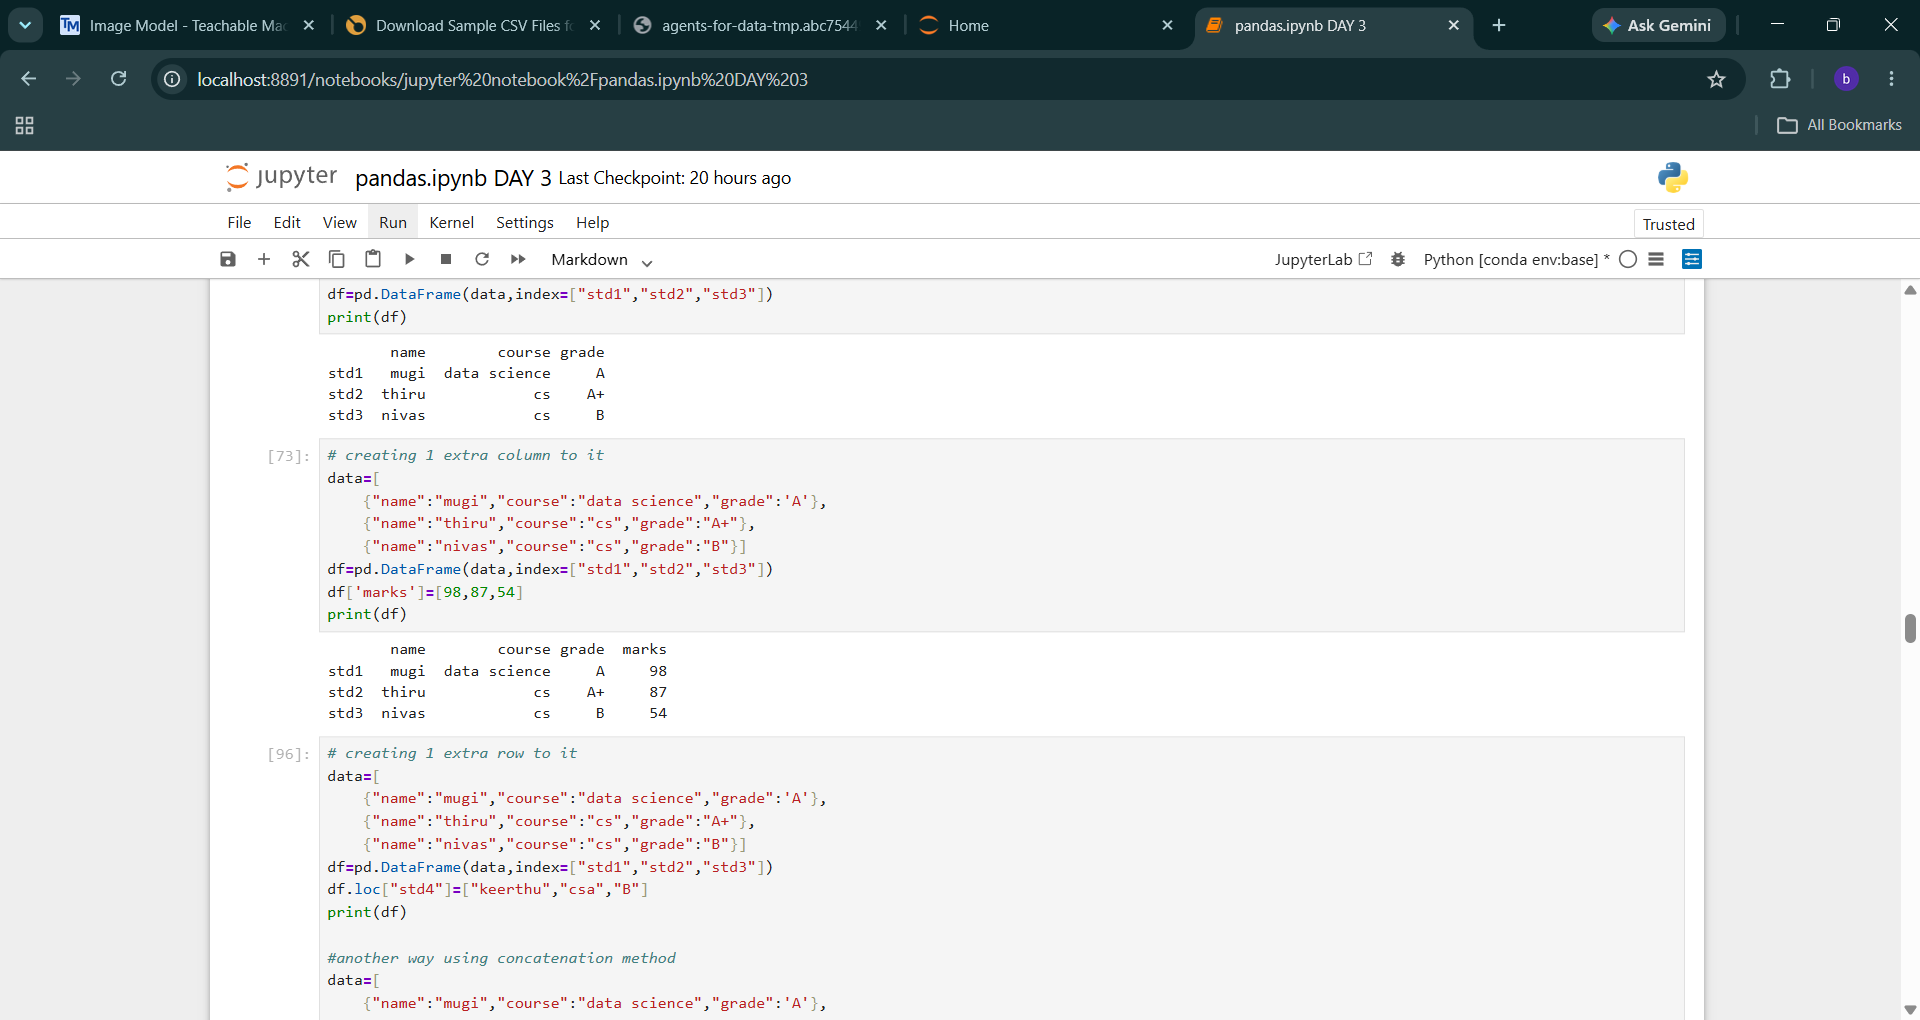 Image Model - Teachable Ma
Download Sample CSV Files f
agents-for-data-tmp.abc7544
Home
pandas.ipynb DAY 3
Ask Gemini
localhost:8891/notebooks/jupyter%20notebook%2Fpandas.ipynb%20DAY%203
b
All Bookmarks
jupyter pandas.ipynb DAY 3 Last Checkpoint: 20 hours ago
File Edit View Run Kernel Settings Help
Trusted
Markdown
JupyterLab
Python [conda env:base] *
df=pd.DataFrame(data,index=["std1","std2","std3"])
print(df)
name course grade
std1 mugi data science A
std2 thiru cs A+
std3 nivas cs B
[73]:
# creating 1 extra column to it
data=[
{"name":"mugi","course":"data science","grade":'A'},
{"name":"thiru","course":"cs","grade":"A+"},
{"name":"nivas","course":"cs","grade":"B"}]
df=pd.DataFrame(data,index=["std1","std2","std3"])
df['marks']=[98,87,54]
print(df)
name course grade marks
std1 mugi data science A 98
std2 thiru cs A+ 87
std3 nivas cs B 54
[96]:
# creating 1 extra row to it
data=[
{"name":"mugi","course":"data science","grade":'A'},
{"name":"thiru","course":"cs","grade":"A+"},
{"name":"nivas","course":"cs","grade":"B"}]
df=pd.DataFrame(data,index=["std1","std2","std3"])
df.loc["std4"]=["keerthu","csa","B"]
print(df)
#another way using concatenation method
data=[
{"name":"mugi","course":"data science","grade":'A'},